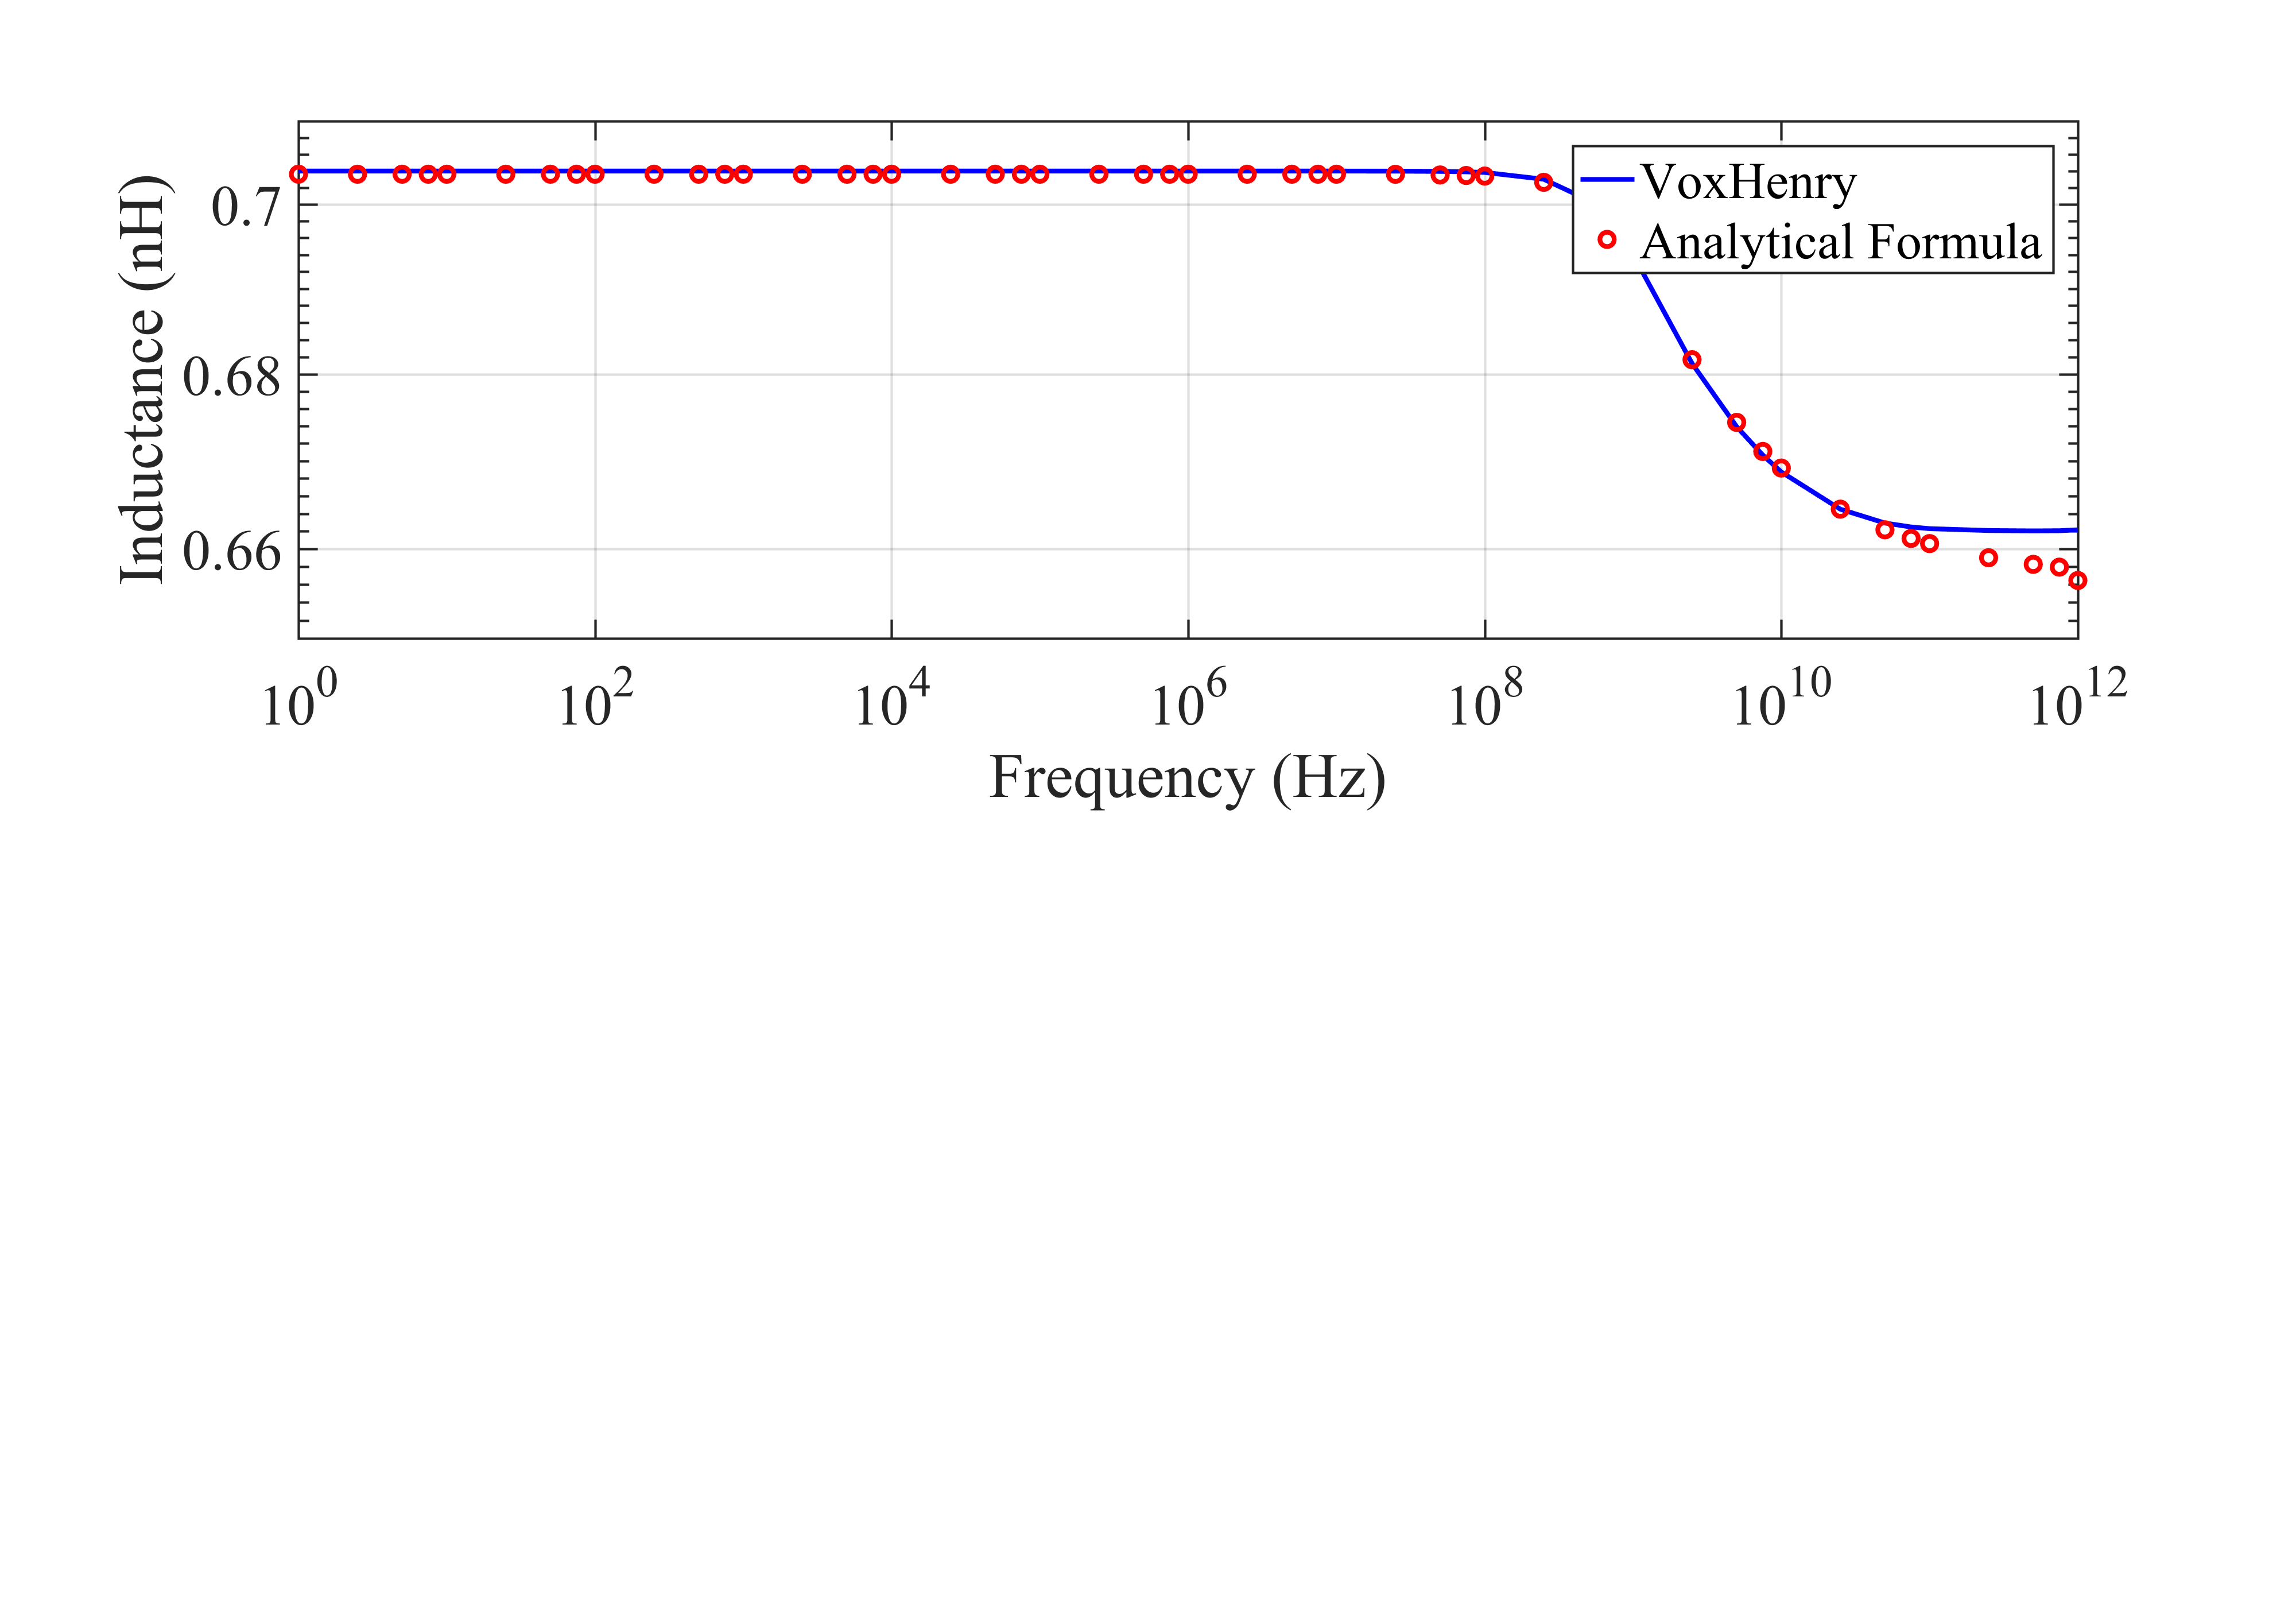 VoxHenry
Analytical Formula
Inductance (nH)
0.7
0.68
0.66
10^0 10^2 10^4 10^6 10^8 10^10 10^12
Frequency (Hz)